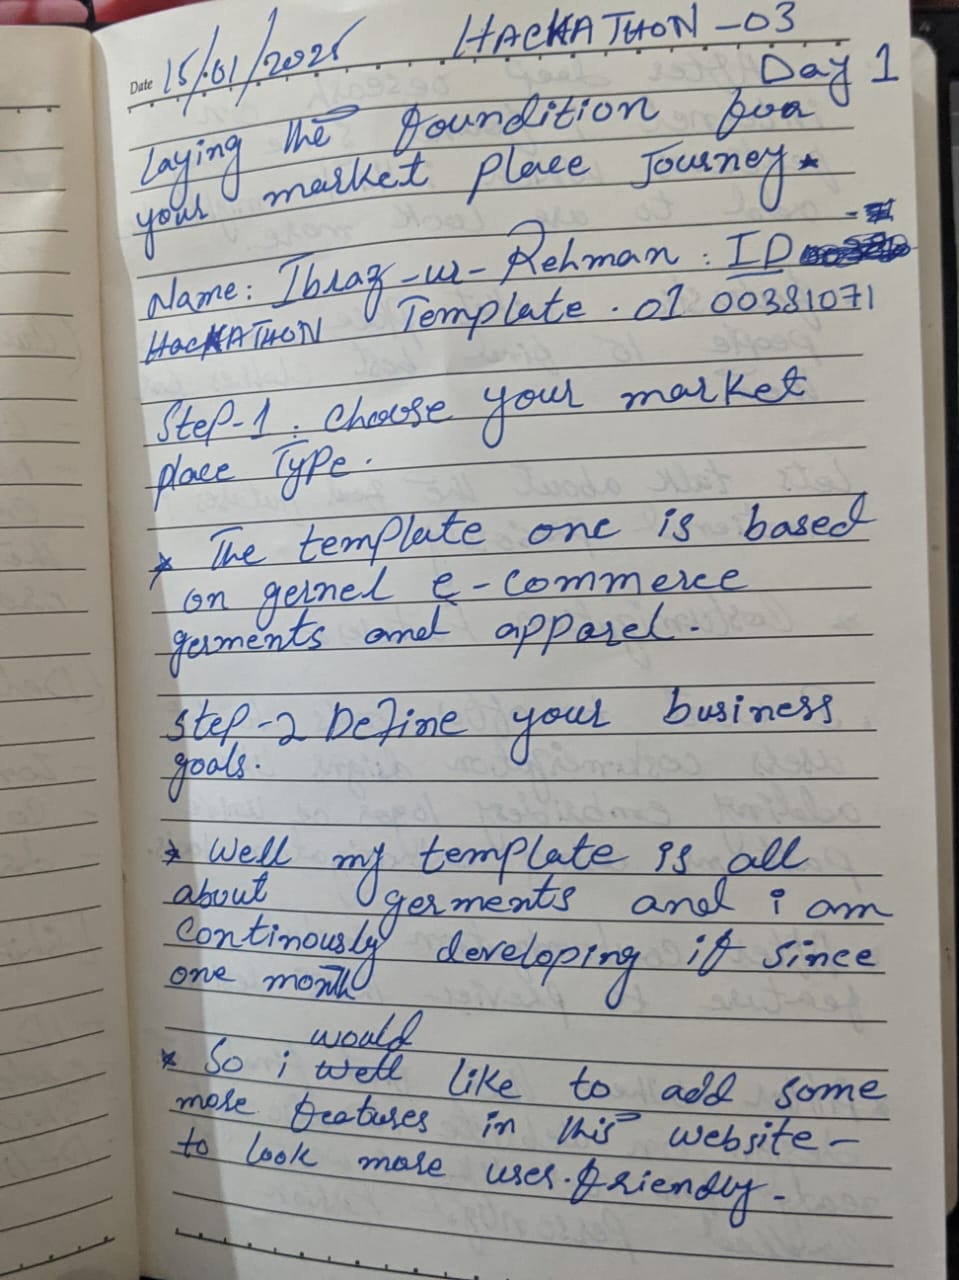 Date 15/01/2025 HACKATHON -03
Day 1
Laying the foundition for
your market place Journey *
Name: Ibraz-ur-Rehman : ID
HacKATHON Template . 01 00381071
Step-1 . Choose your market
place Type.
* The template one is based
on gernel e-commerce
germents and apparel.
Step-2 Define your business
goals.
* Well my template is all
about germents and i am
Continously developing it since
one month
would
* So i well like to add some
more features in this website -
to look more user.friendly -